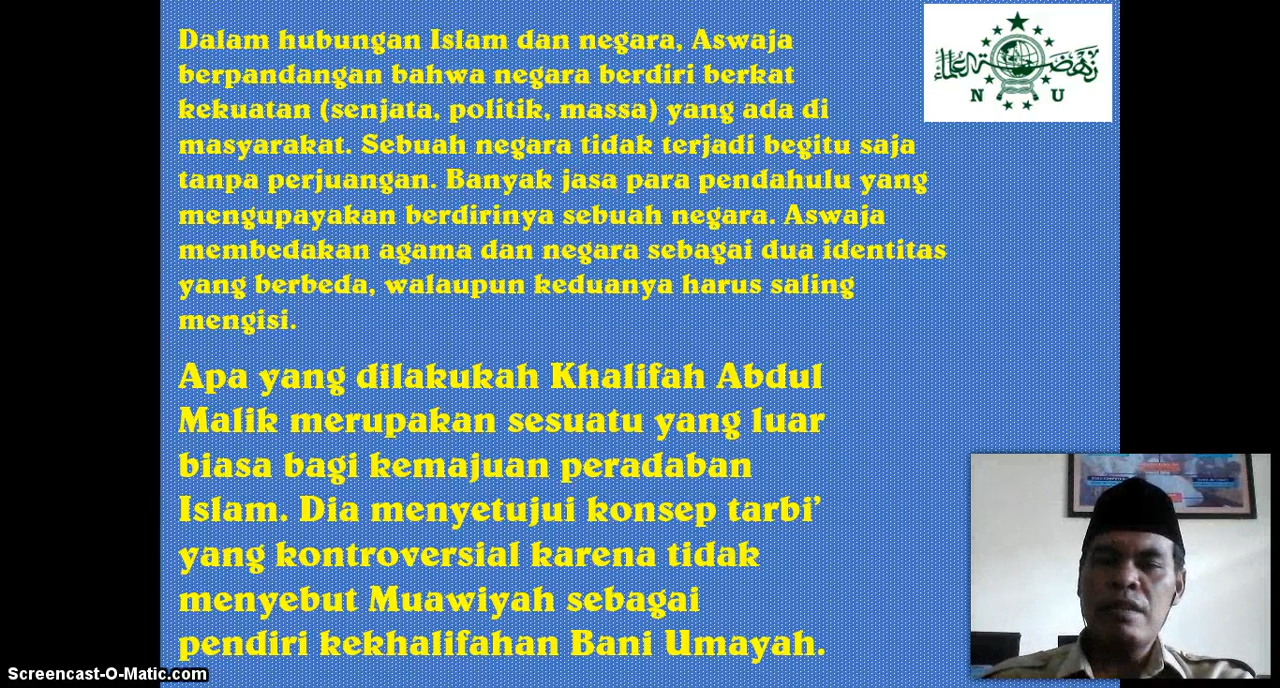 Dalam hubungan Islam dan negara, Aswaja
berpandangan bahwa negara berdiri berkat
kekuatan (senjata, politik, massa) yang ada di
masyarakat. Sebuah negara tidak terjadi begitu saja
tanpa perjuangan. Banyak jasa para pendahulu yang
mengupayakan berdirinya sebuah negara. Aswaja
membedakan agama dan negara sebagai dua identitas
yang berbeda, walaupun keduanya harus saling
mengisi.
نهضة العلماء
N U
Apa yang dilakukah Khalifah Abdul
Malik merupakan sesuatu yang luar
biasa bagi kemajuan peradaban
Islam. Dia menyetujui konsep tarbi’
yang kontroversial karena tidak
menyebut Muawiyah sebagai
pendiri kekhalifahan Bani Umayah.
Screencast-O-Matic.com